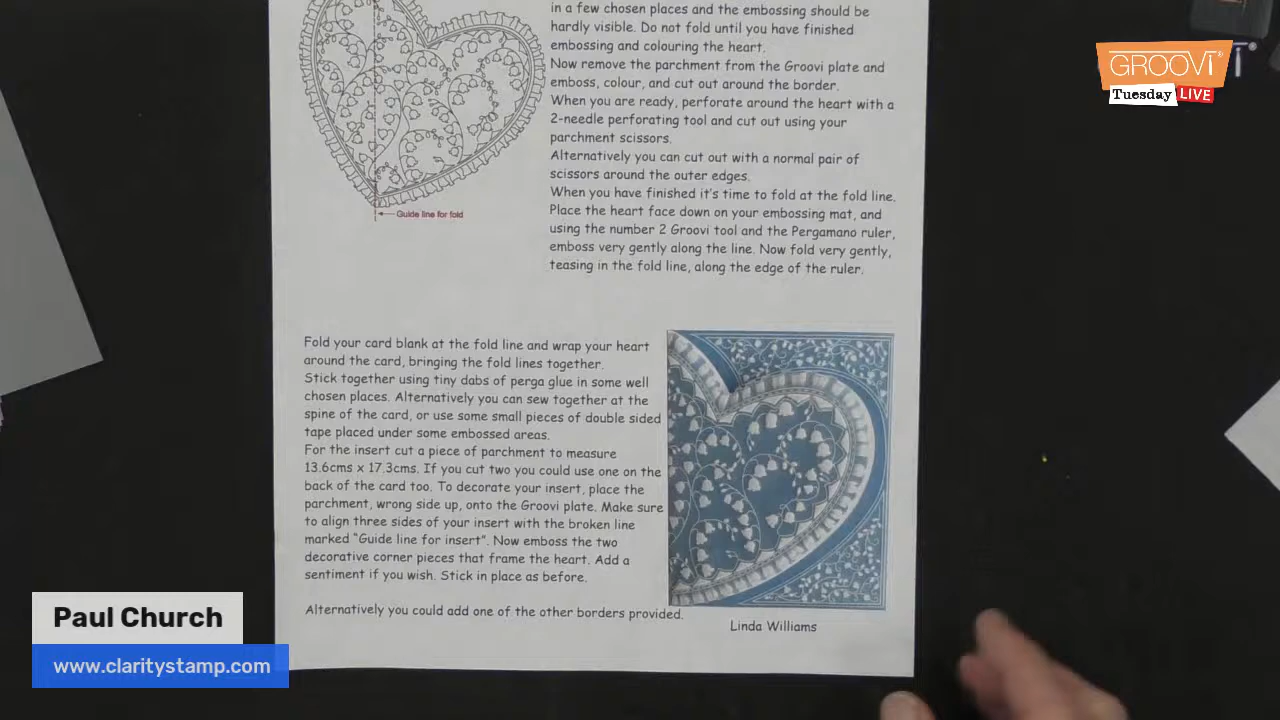 in a few chosen places and the embossing should be
hardly visible. Do not fold until you have finished
embossing and colouring the heart.
Now remove the parchment from the Groovi plate and
emboss, colour, and cut out around the border.
When you are ready, perforate around the heart with a
2-needle perforating tool and cut out using your
parchment scissors.
Alternatively you can cut out with a normal pair of
scissors around the outer edges.
When you have finished it's time to fold at the fold line.
Place the heart face down on your embossing mat, and
using the number 2 Groovi tool and the Pergamano ruler,
emboss very gently along the line. Now fold very gently,
teasing in the fold line, along the edge of the ruler.
Guide line for fold
Fold your card blank at the fold line and wrap your heart
around the card, bringing the fold lines together.
Stick together using tiny dabs of perga glue in some well
chosen places. Alternatively you can sew together at the
spine of the card, or use some small pieces of double sided
tape placed under some embossed areas.
For the insert cut a piece of parchment to measure
13.6cms x 17.3cms. If you cut two you could use one on the
back of the card too. To decorate your insert, place the
parchment, wrong side up, onto the Groovi plate. Make sure
to align three sides of your insert with the broken line
marked "Guide line for insert". Now emboss the two
decorative corner pieces that frame the heart. Add a
sentiment if you wish. Stick in place as before.
Alternatively you could add one of the other borders provided.
Linda Williams
GROOVI®
Tuesday LIVE
Paul Church
www.claritystamp.com